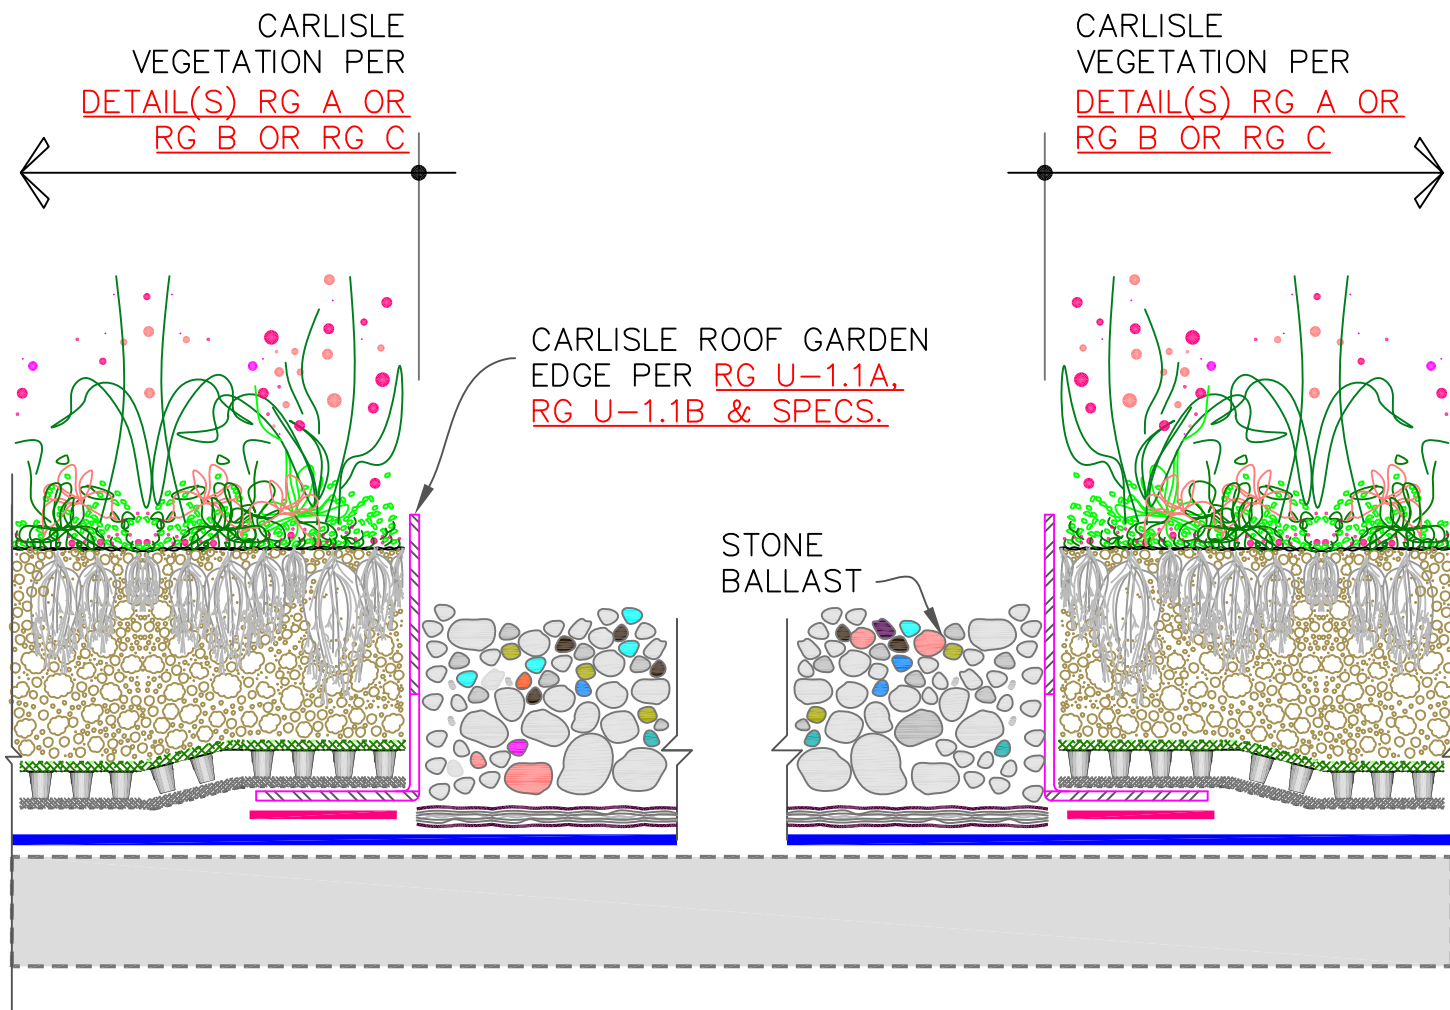 CARLISLE
VEGETATION PER
DETAIL(S) RG A OR
RG B OR RG C
CARLISLE
VEGETATION PER
DETAIL(S) RG A OR
RG B OR RG C
CARLISLE ROOF GARDEN
EDGE PER RG U-1.1A,
RG U-1.1B & SPECS.
STONE
BALLAST